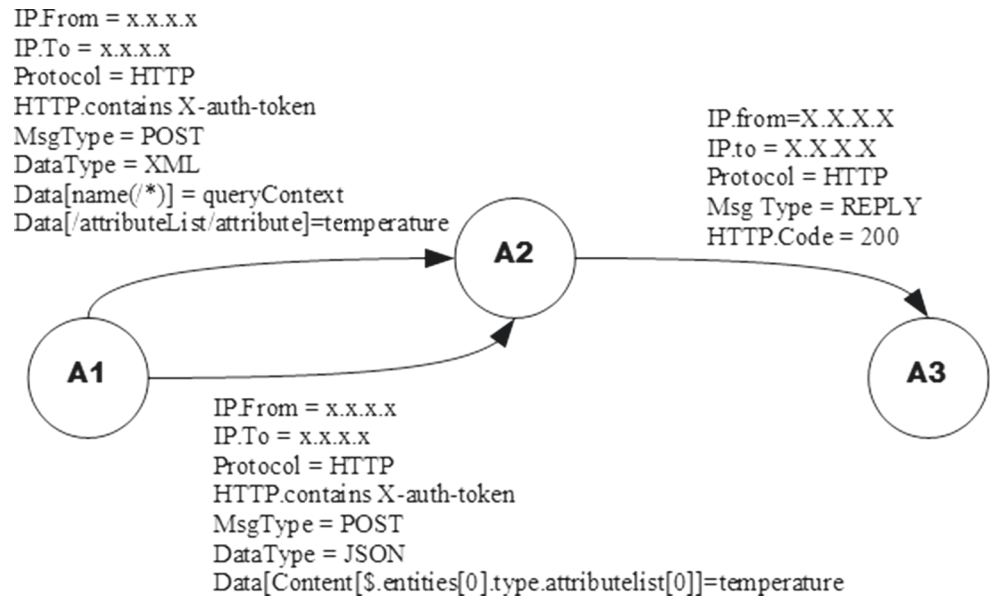 IP.From = x.x.x.x
IP.To = x.x.x.x
Protocol = HTTP
HTTP.contains X-auth-token
MsgType = POST
DataType = XML
Data[name(/*)] = queryContext
Data[/attributeList/attribute]=temperature
IP.from=X.X.X.X
IP.to = X.X.X.X
Protocol = HTTP
Msg Type = REPLY
HTTP.Code = 200
A2
A1
A3
IP.From = x.x.x.x
IP.To = x.x.x.x
Protocol = HTTP
HTTP.contains X-auth-token
MsgType = POST
DataType = JSON
Data[Content[$.entities[0].type.attributelist[0]]=temperature